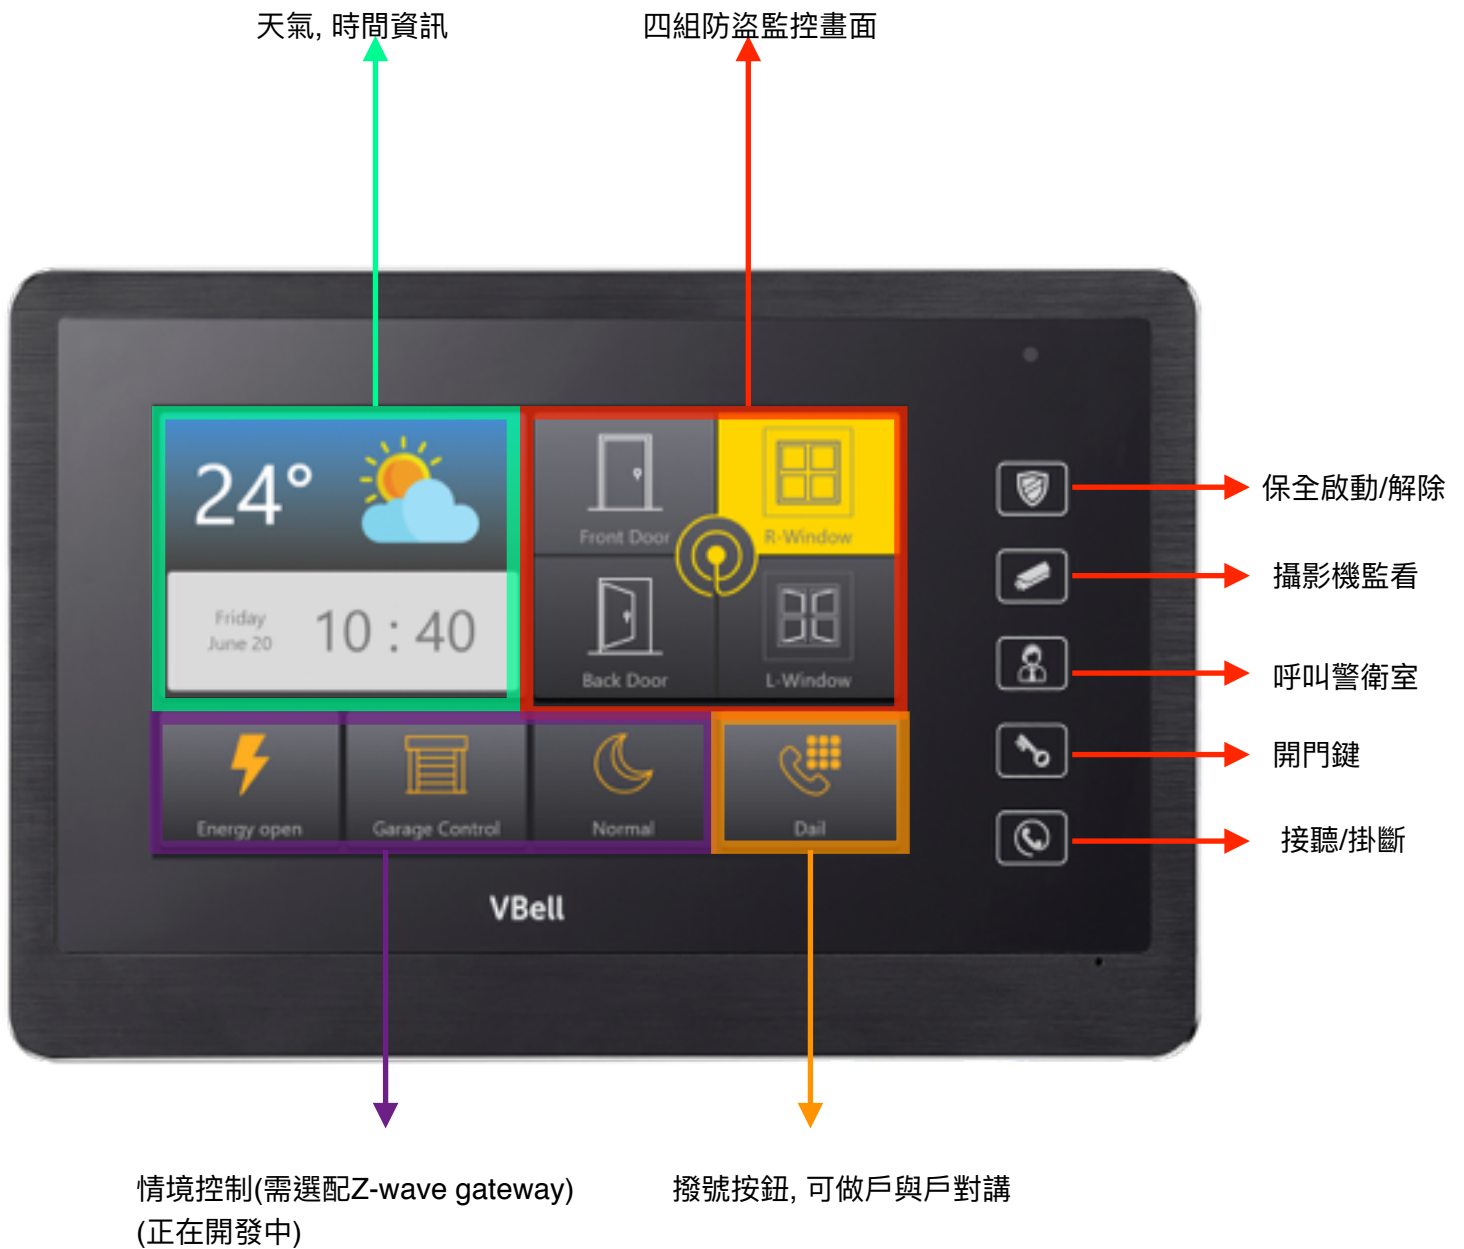 天氣, 時間資訊
四組防盜監控畫面
24°
Friday
June 20
10 : 40
Front Door
R-Window
Back Door
L-Window
Energy open
Garage Control
Normal
Dail
VBell
保全啟動/解除
攝影機監看
呼叫警衛室
開門鍵
接聽/掛斷
情境控制(需選配Z-wave gateway)
(正在開發中)
撥號按鈕, 可做戶與戶對講